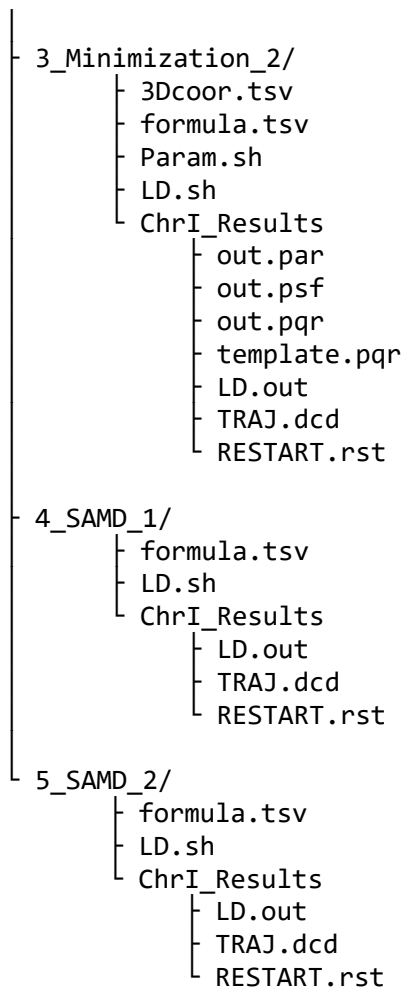 3_Minimization_2/
3Dcoor.tsv
formula.tsv
Param.sh
LD.sh
ChrI_Results
out.par
out.psf
out.pqr
template.pqr
LD.out
TRAJ.dcd
RESTART.rst
4_SAMD_1/
formula.tsv
LD.sh
ChrI_Results
LD.out
TRAJ.dcd
RESTART.rst
5_SAMD_2/
formula.tsv
LD.sh
ChrI_Results
LD.out
TRAJ.dcd
RESTART.rst